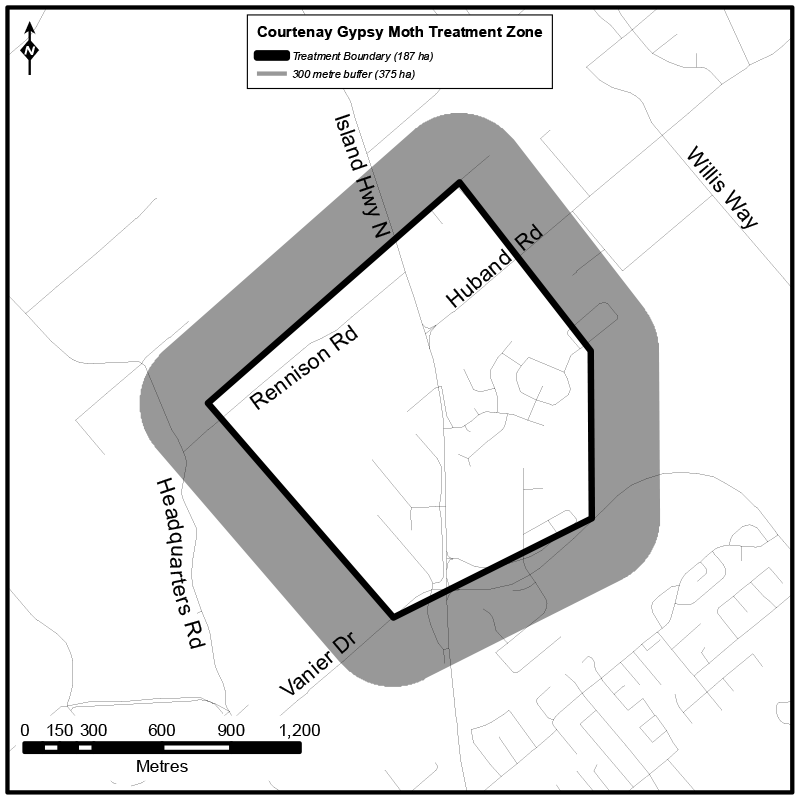 Courtenay Gypsy Moth Treatment Zone
Treatment Boundary (187 ha)
300 metre buffer (375 ha)
N
Island Hwy N
Willis Way
Huband Rd
Rennison Rd
Headquarters Rd
Vanier Dr
0 150 300 600 900 1,200
Metres